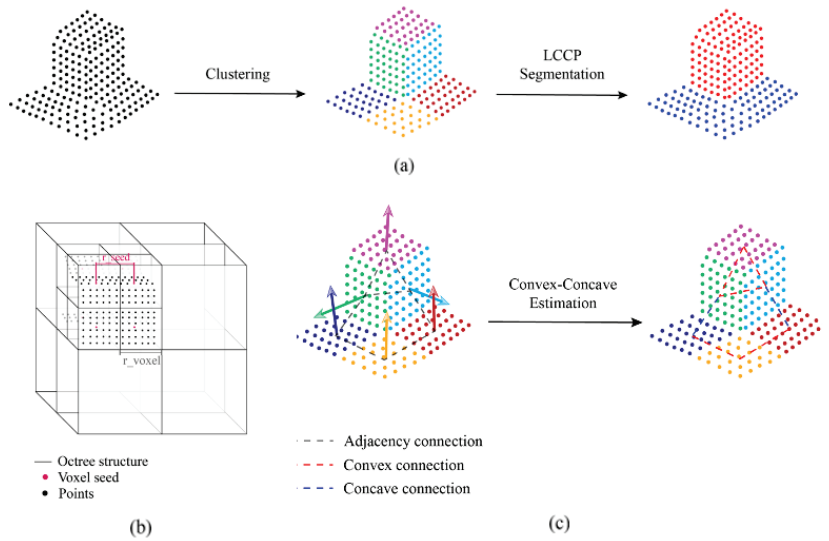 Clustering
LCCP
Segmentation
(a)
r_seed
r_voxel
Octree structure
Voxel seed
Points
(b)
Convex-Concave
Estimation
Adjacency connection
Convex connection
Concave connection
(c)